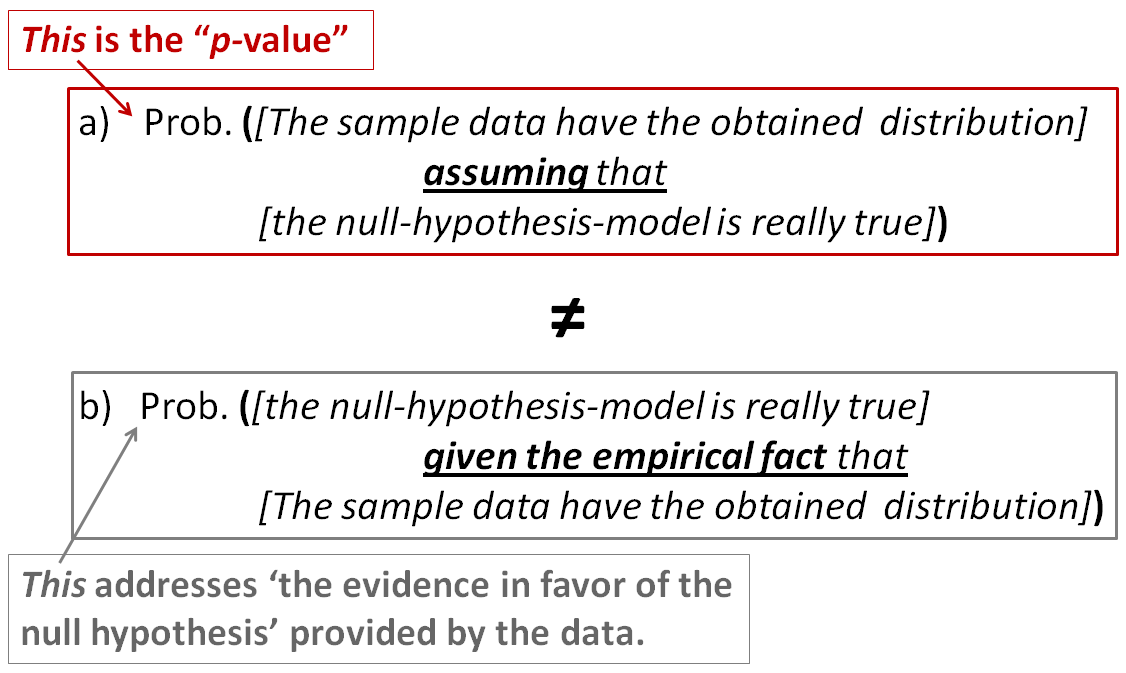 This is the “p-value”
a) Prob. ([The sample data have the obtained distribution]
assuming that
[the null-hypothesis-model is really true])
≠
b) Prob. ([the null-hypothesis-model is really true]
given the empirical fact that
[The sample data have the obtained distribution])
This addresses ‘the evidence in favor of the
null hypothesis’ provided by the data.